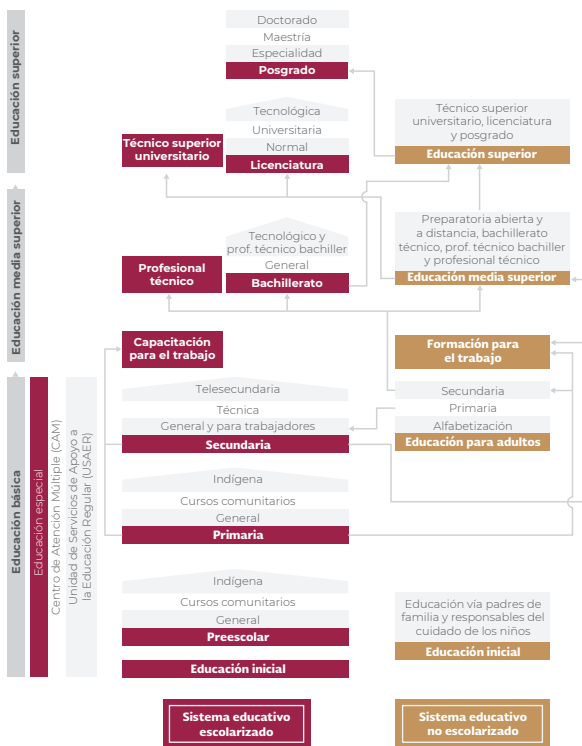 Educación superior
Educación media superior
Educación básica
Educación especial
Centro de Atención Múltiple (CAM)
Unidad de Servicios de Apoyo a
la Educación Regular (USAER)
Doctorado
Maestría
Especialidad
Posgrado
Tecnológica
Universitaria
Normal
Licenciatura
Técnico superior
universitario
Técnico superior
universitario, licenciatura
y posgrado
Educación superior
Tecnológico y
prof. técnico bachiller
General
Bachillerato
Profesional
técnico
Preparatoria abierta y
a distancia, bachillerato
técnico, prof. técnico bachiller
y profesional técnico
Educación media superior
Capacitación
para el trabajo
Formación para
el trabajo
Telesecundaria
Técnica
General y para trabajadores
Secundaria
Secundaria
Primaria
Alfabetización
Educación para adultos
Indígena
Cursos comunitarios
General
Primaria
Indígena
Cursos comunitarios
General
Preescolar
Educación inicial
Educación vía padres de
familia y responsables del
cuidado de los niños
Educación inicial
Sistema educativo
escolarizado
Sistema educativo
no escolarizado